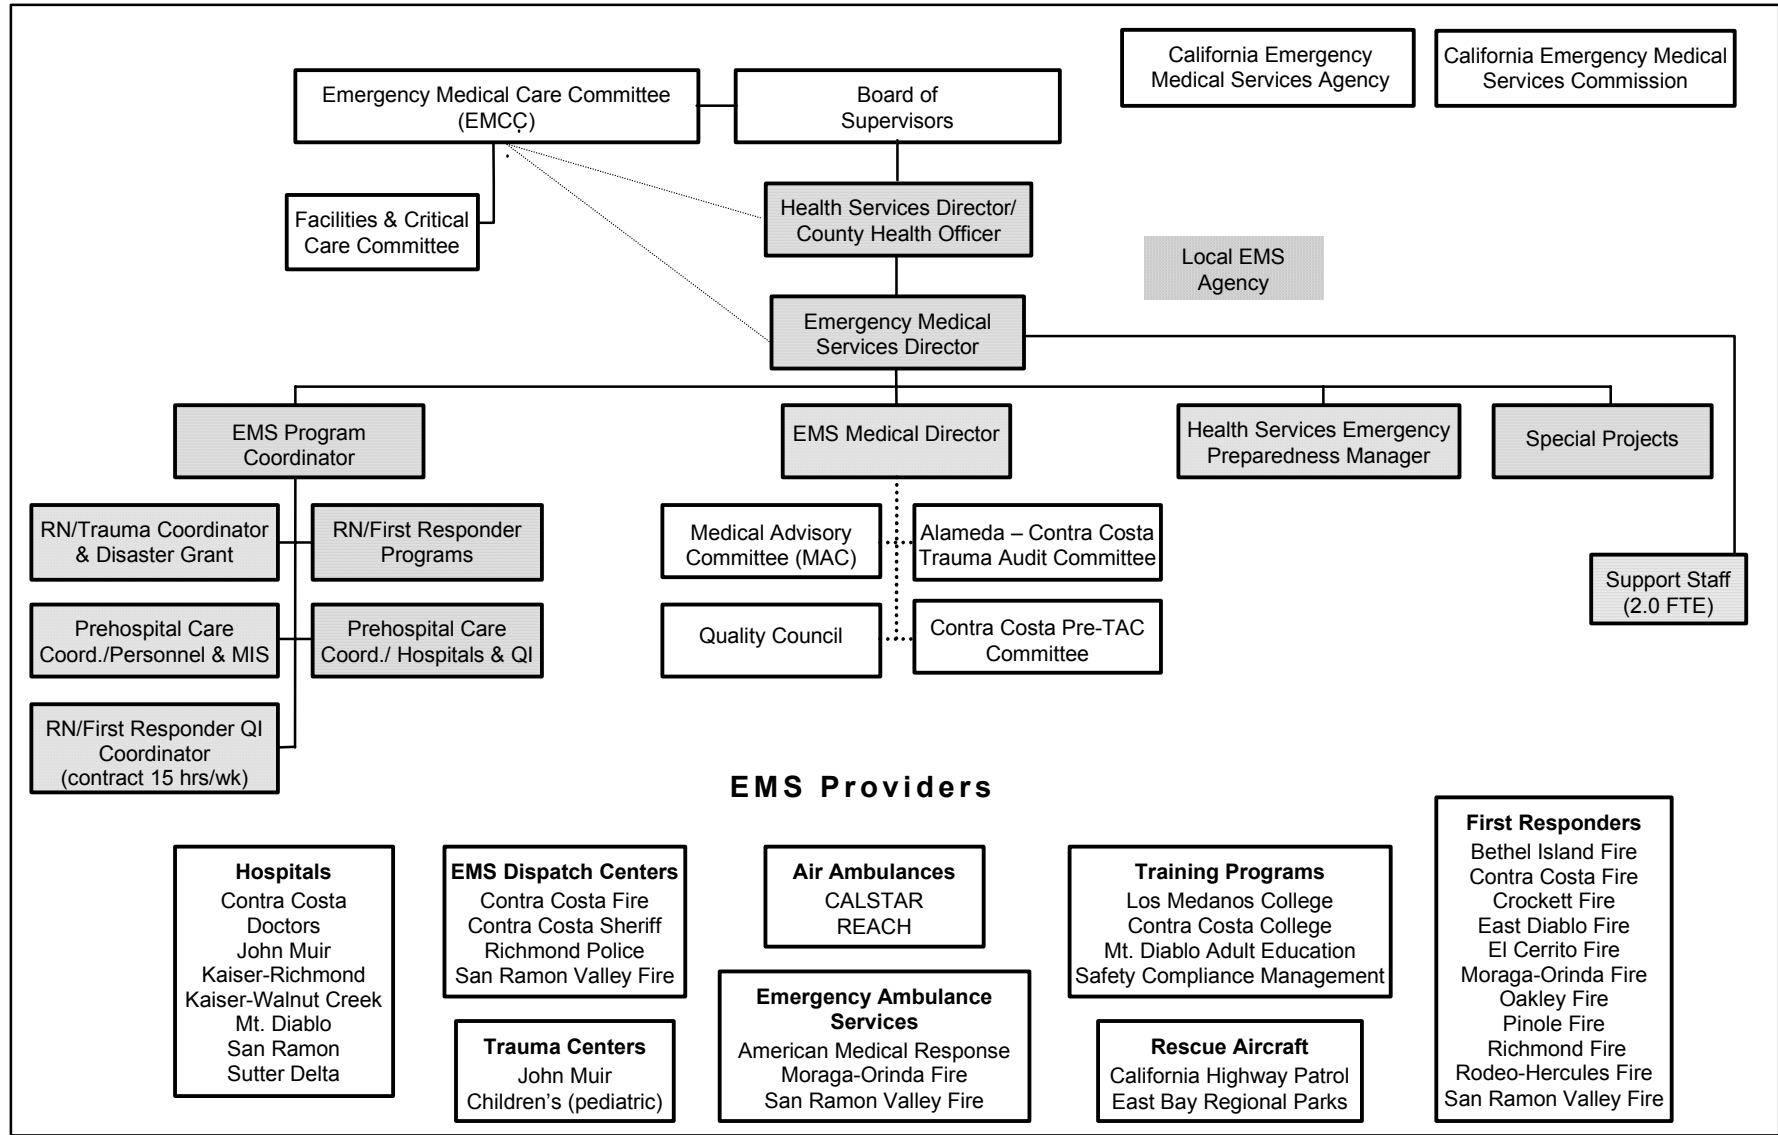 California Emergency
Medical Services Agency
California Emergency Medical
Services Commission
Emergency Medical Care Committee
(EMCC)
Board of
Supervisors
Facilities & Critical
Care Committee
Health Services Director/
County Health Officer
Local EMS
Agency
Emergency Medical
Services Director
EMS Program
Coordinator
EMS Medical Director
Health Services Emergency
Preparedness Manager
Special Projects
RN/Trauma Coordinator
& Disaster Grant
RN/First Responder
Programs
Medical Advisory
Committee (MAC)
Alameda – Contra Costa
Trauma Audit Committee
Support Staff
(2.0 FTE)
Prehospital Care
Coord./Personnel & MIS
Prehospital Care
Coord./ Hospitals & QI
Quality Council
Contra Costa Pre-TAC
Committee
RN/First Responder QI
Coordinator
(contract 15 hrs/wk)
EMS Providers
Hospitals
Contra Costa
Doctors
John Muir
Kaiser-Richmond
Kaiser-Walnut Creek
Mt. Diablo
San Ramon
Sutter Delta
EMS Dispatch Centers
Contra Costa Fire
Contra Costa Sheriff
Richmond Police
San Ramon Valley Fire
Trauma Centers
John Muir
Children's (pediatric)
Air Ambulances
CALSTAR
REACH
Emergency Ambulance
Services
American Medical Response
Moraga-Orinda Fire
San Ramon Valley Fire
Training Programs
Los Medanos College
Contra Costa College
Mt. Diablo Adult Education
Safety Compliance Management
Rescue Aircraft
California Highway Patrol
East Bay Regional Parks
First Responders
Bethel Island Fire
Contra Costa Fire
Crockett Fire
East Diablo Fire
El Cerrito Fire
Moraga-Orinda Fire
Oakley Fire
Pinole Fire
Richmond Fire
Rodeo-Hercules Fire
San Ramon Valley Fire